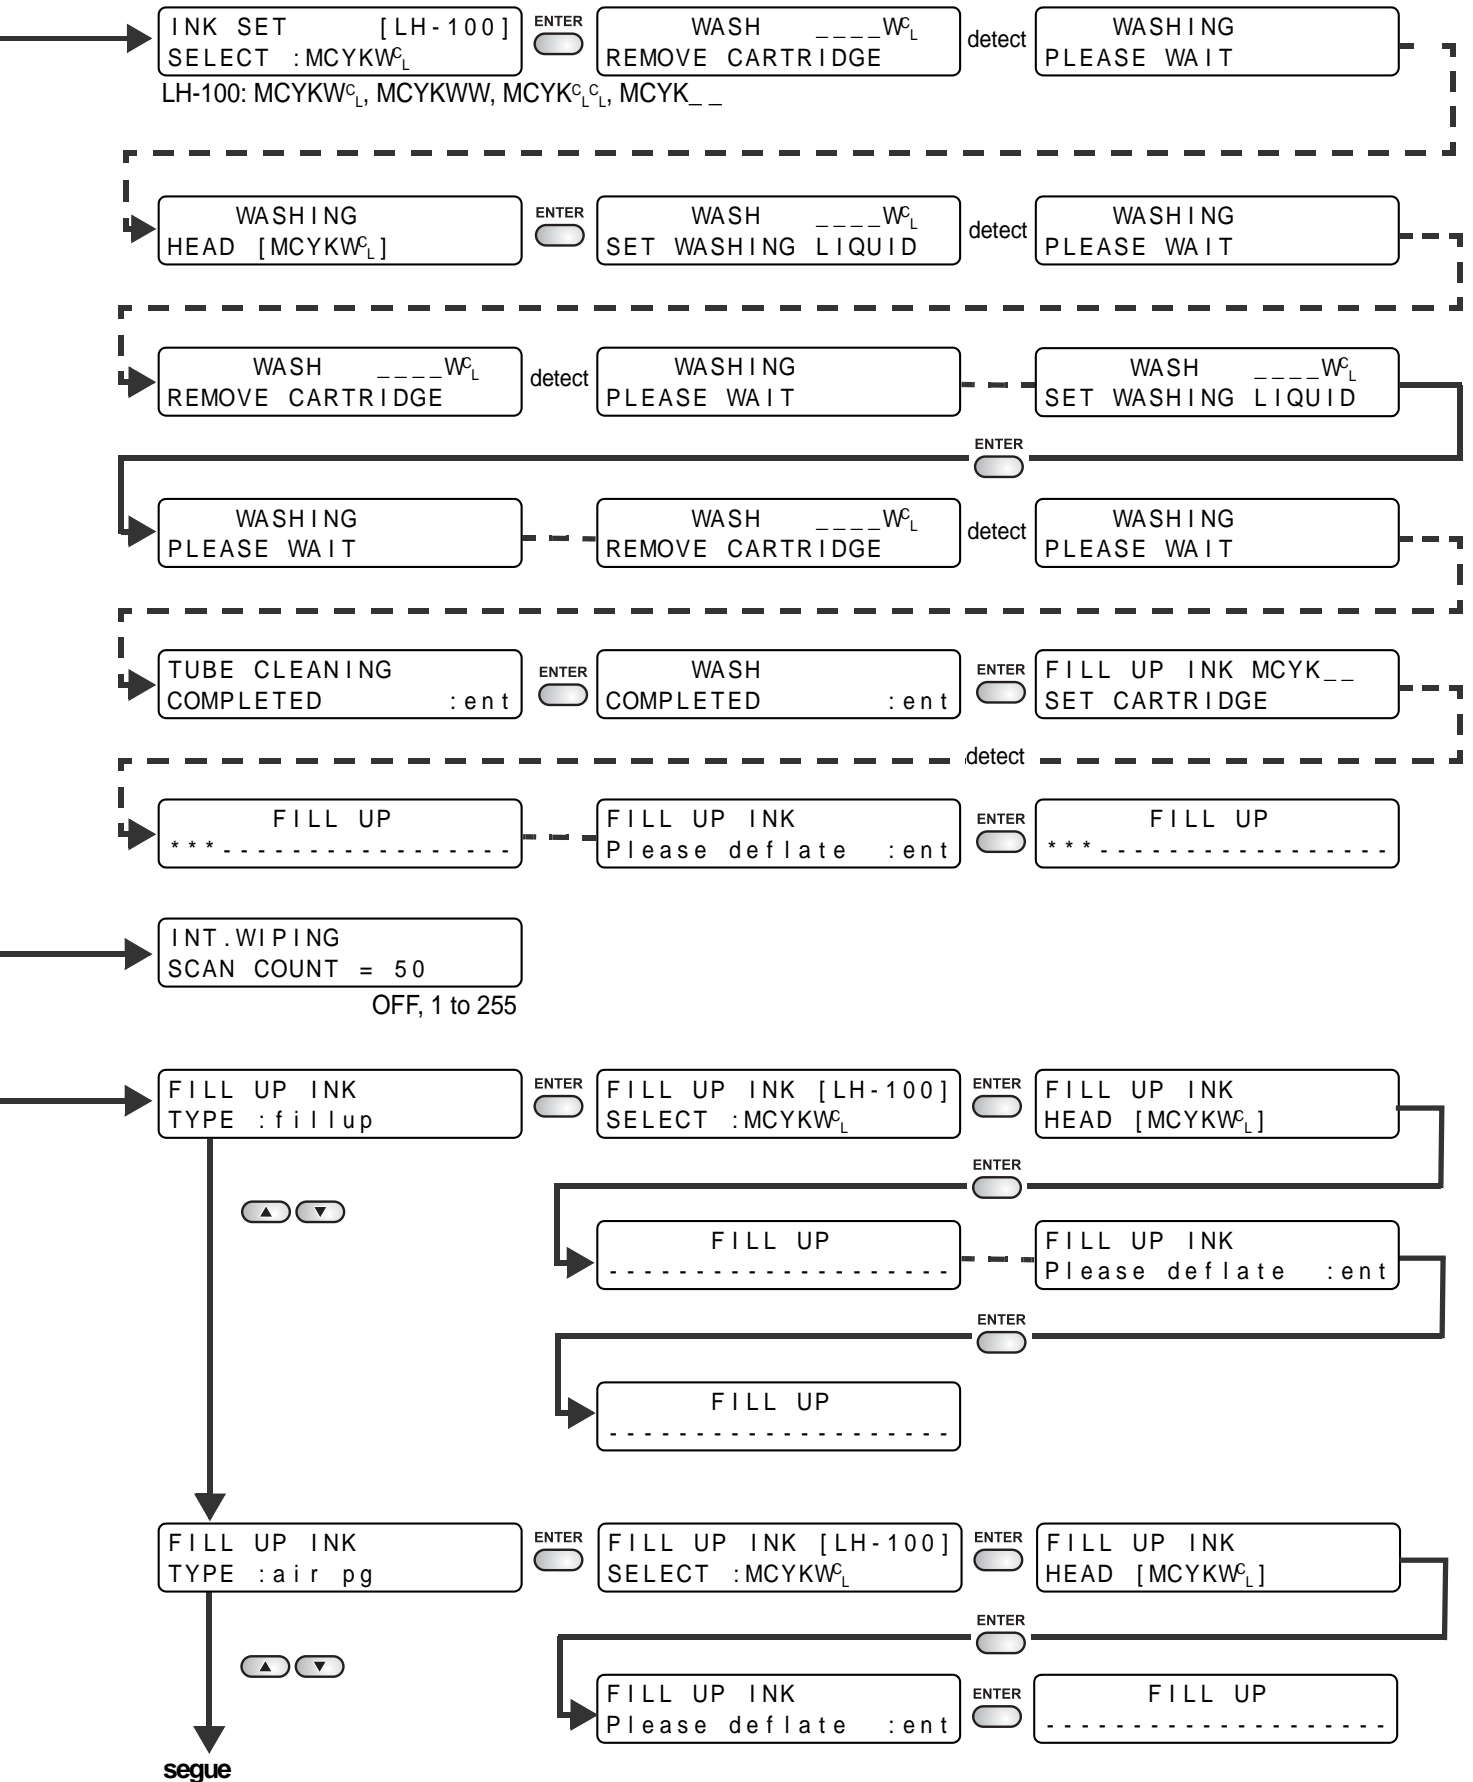 INK SET [LH-100]
SELECT :MCYKWCL
ENTER
WASH ____WCL
REMOVE CARTRIDGE
detect
WASHING
PLEASE WAIT
LH-100: MCYKWCL, MCYKWW, MCYKCLCL, MCYK_ _
WASHING
HEAD [MCYKWCL]
ENTER
WASH ____WCL
SET WASHING LIQUID
detect
WASHING
PLEASE WAIT
WASH ____WCL
REMOVE CARTRIDGE
detect
WASHING
PLEASE WAIT
WASH ____WCL
SET WASHING LIQUID
ENTER
WASHING
PLEASE WAIT
WASH ____WCL
REMOVE CARTRIDGE
detect
WASHING
PLEASE WAIT
TUBE CLEANING
COMPLETED :ent
ENTER
WASH
COMPLETED :ent
ENTER
FILL UP INK MCYK__
SET CARTRIDGE
detect
FILL UP
***-----------------
FILL UP INK
Please deflate :ent
ENTER
FILL UP
***-----------------
INT.WIPING
SCAN COUNT = 50
OFF, 1 to 255
FILL UP INK
TYPE :fillup
ENTER
FILL UP INK [LH-100]
SELECT :MCYKWCL
ENTER
FILL UP INK
HEAD [MCYKWCL]
ENTER
FILL UP
--------------------
FILL UP INK
Please deflate :ent
ENTER
FILL UP
--------------------
FILL UP INK
TYPE :air pg
ENTER
FILL UP INK [LH-100]
SELECT :MCYKWCL
ENTER
FILL UP INK
HEAD [MCYKWCL]
ENTER
FILL UP INK
Please deflate :ent
ENTER
FILL UP
--------------------
segue